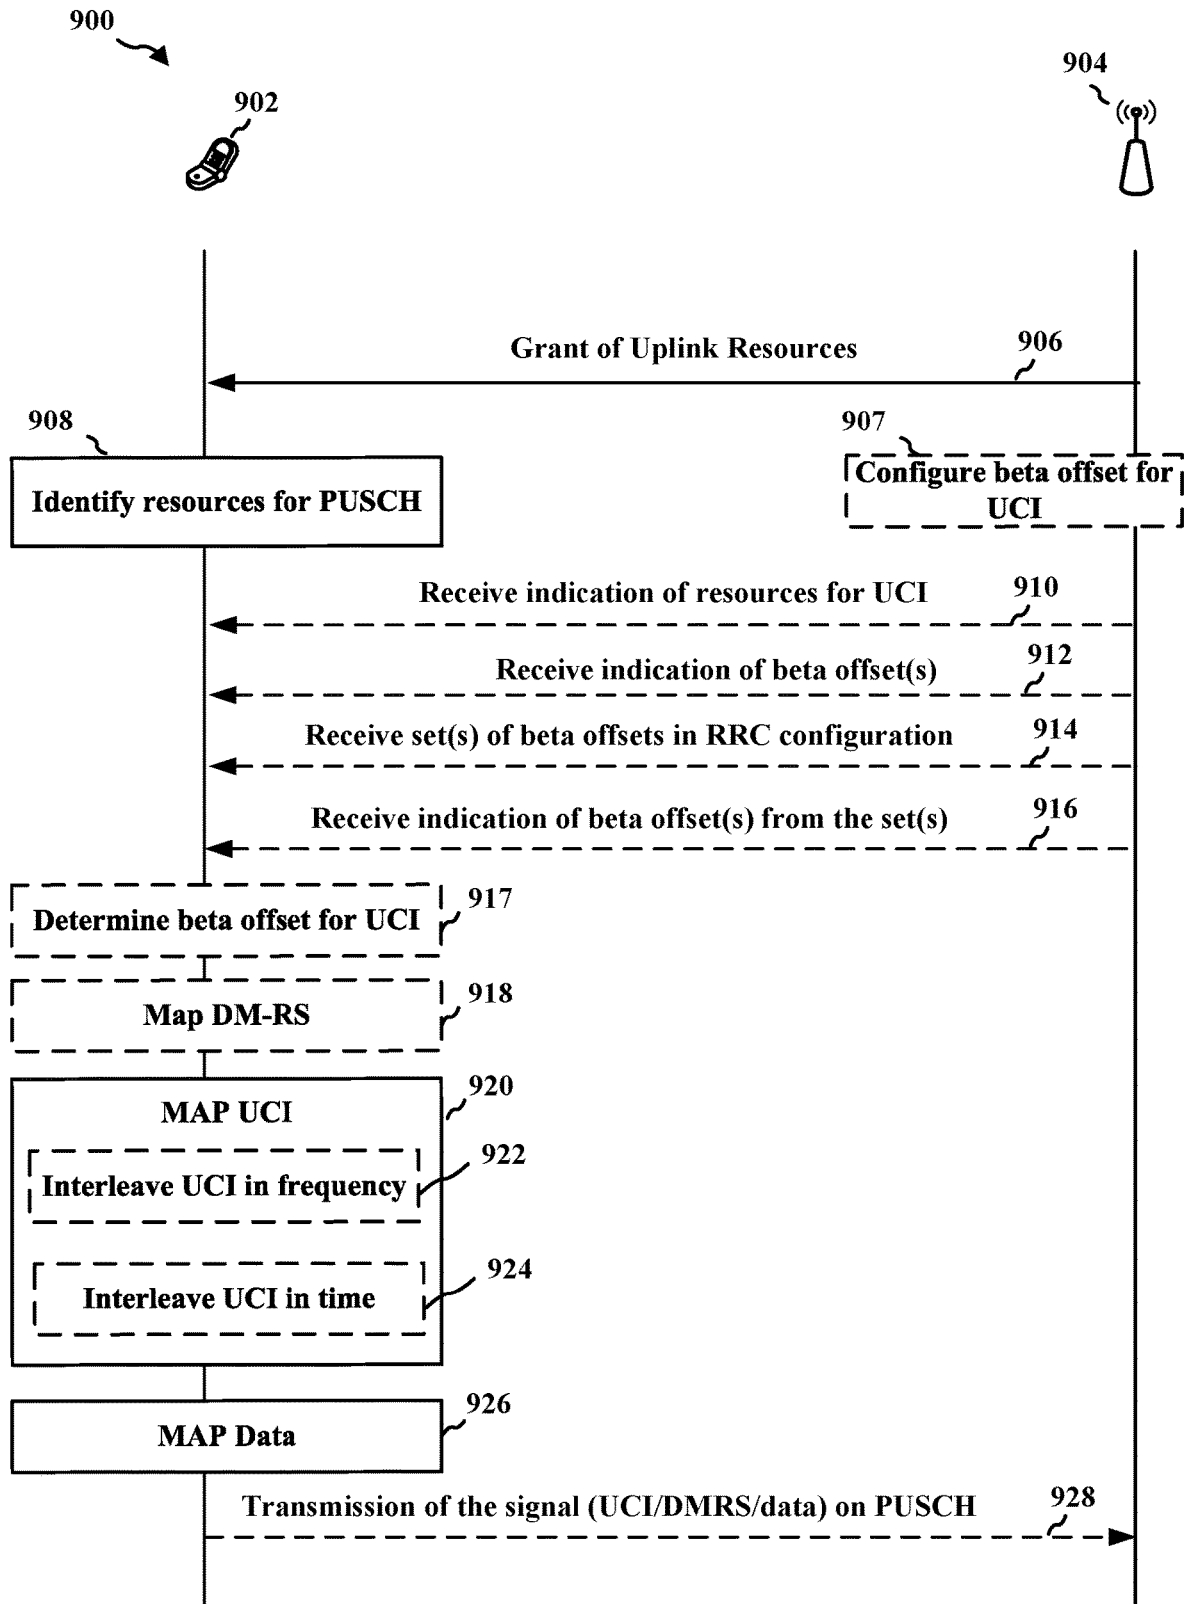 900
902
904
Grant of Uplink Resources
906
908
907
Identify resources for PUSCH
Configure beta offset for
UCI
Receive indication of resources for UCI
910
Receive indication of beta offset(s)
912
Receive set(s) of beta offsets in RRC configuration
914
Receive indication of beta offset(s) from the set(s)
916
Determine beta offset for UCI
917
Map DM-RS
918
MAP UCI
920
Interleave UCI in frequency
922
Interleave UCI in time
924
MAP Data
926
Transmission of the signal (UCI/DMRS/data) on PUSCH
928